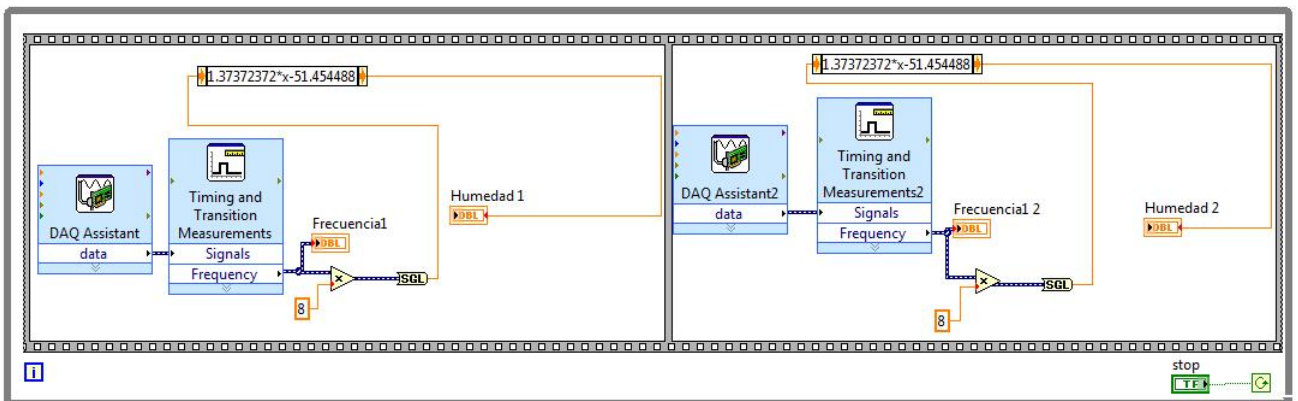 1.37372372*x-51.454488
DAQ Assistant
data
Timing and
Transition
Measurements
Signals
Frequency
Frecuencia1
DBL
8
SGL
Humedad 1
DBL
1.37372372*x-51.454488
DAQ Assistant2
data
Timing and
Transition
Measurements2
Signals
Frequency
Frecuencia1 2
DBL
8
SGL
Humedad 2
DBL
i
stop
TF